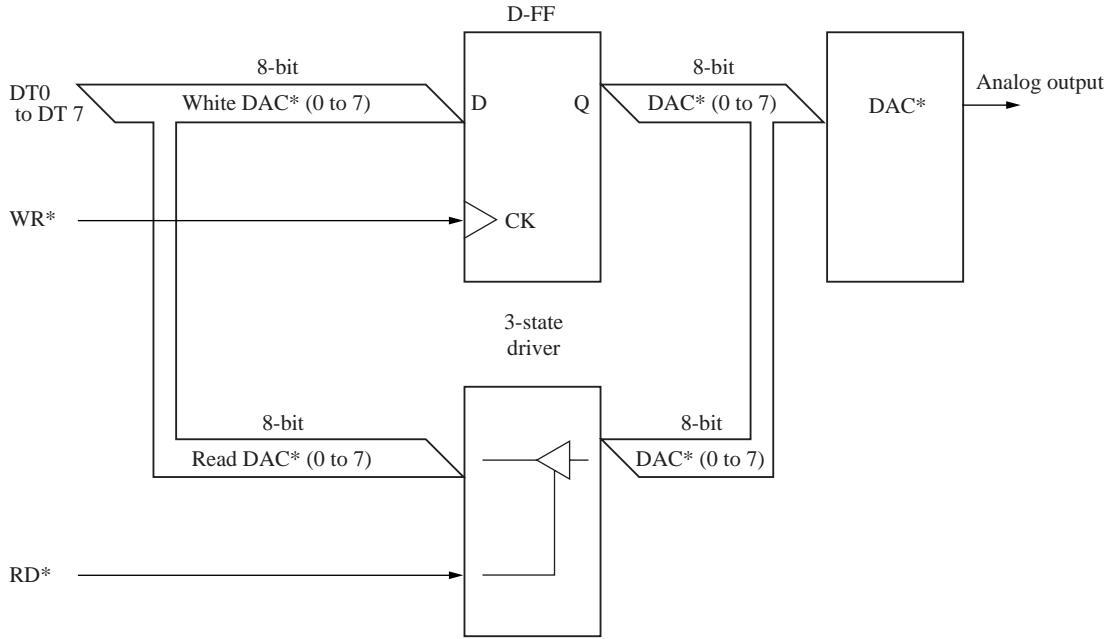 D-FF
8-bit
8-bit
DT0
to DT 7
White DAC* (0 to 7)
D
Q
DAC* (0 to 7)
DAC*
Analog output
WR*
CK
3-state
driver
8-bit
8-bit
Read DAC* (0 to 7)
DAC* (0 to 7)
RD*